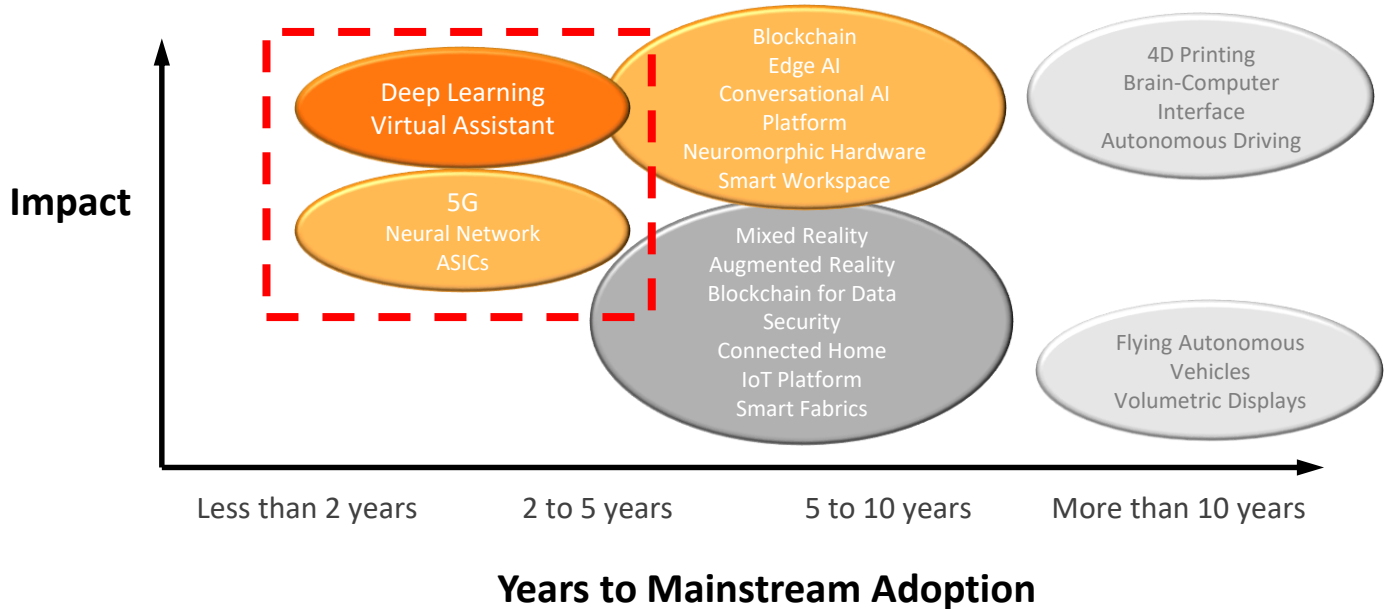 Impact
Deep Learning
Virtual Assistant
5G
Neural Network
ASICs
Blockchain
Edge AI
Conversational AI
Platform
Neuromorphic Hardware
Smart Workspace
Mixed Reality
Augmented Reality
Blockchain for Data
Security
Connected Home
IoT Platform
Smart Fabrics
4D Printing
Brain-Computer
Interface
Autonomous Driving
Flying Autonomous
Vehicles
Volumetric Displays
Less than 2 years
2 to 5 years
5 to 10 years
More than 10 years
Years to Mainstream Adoption